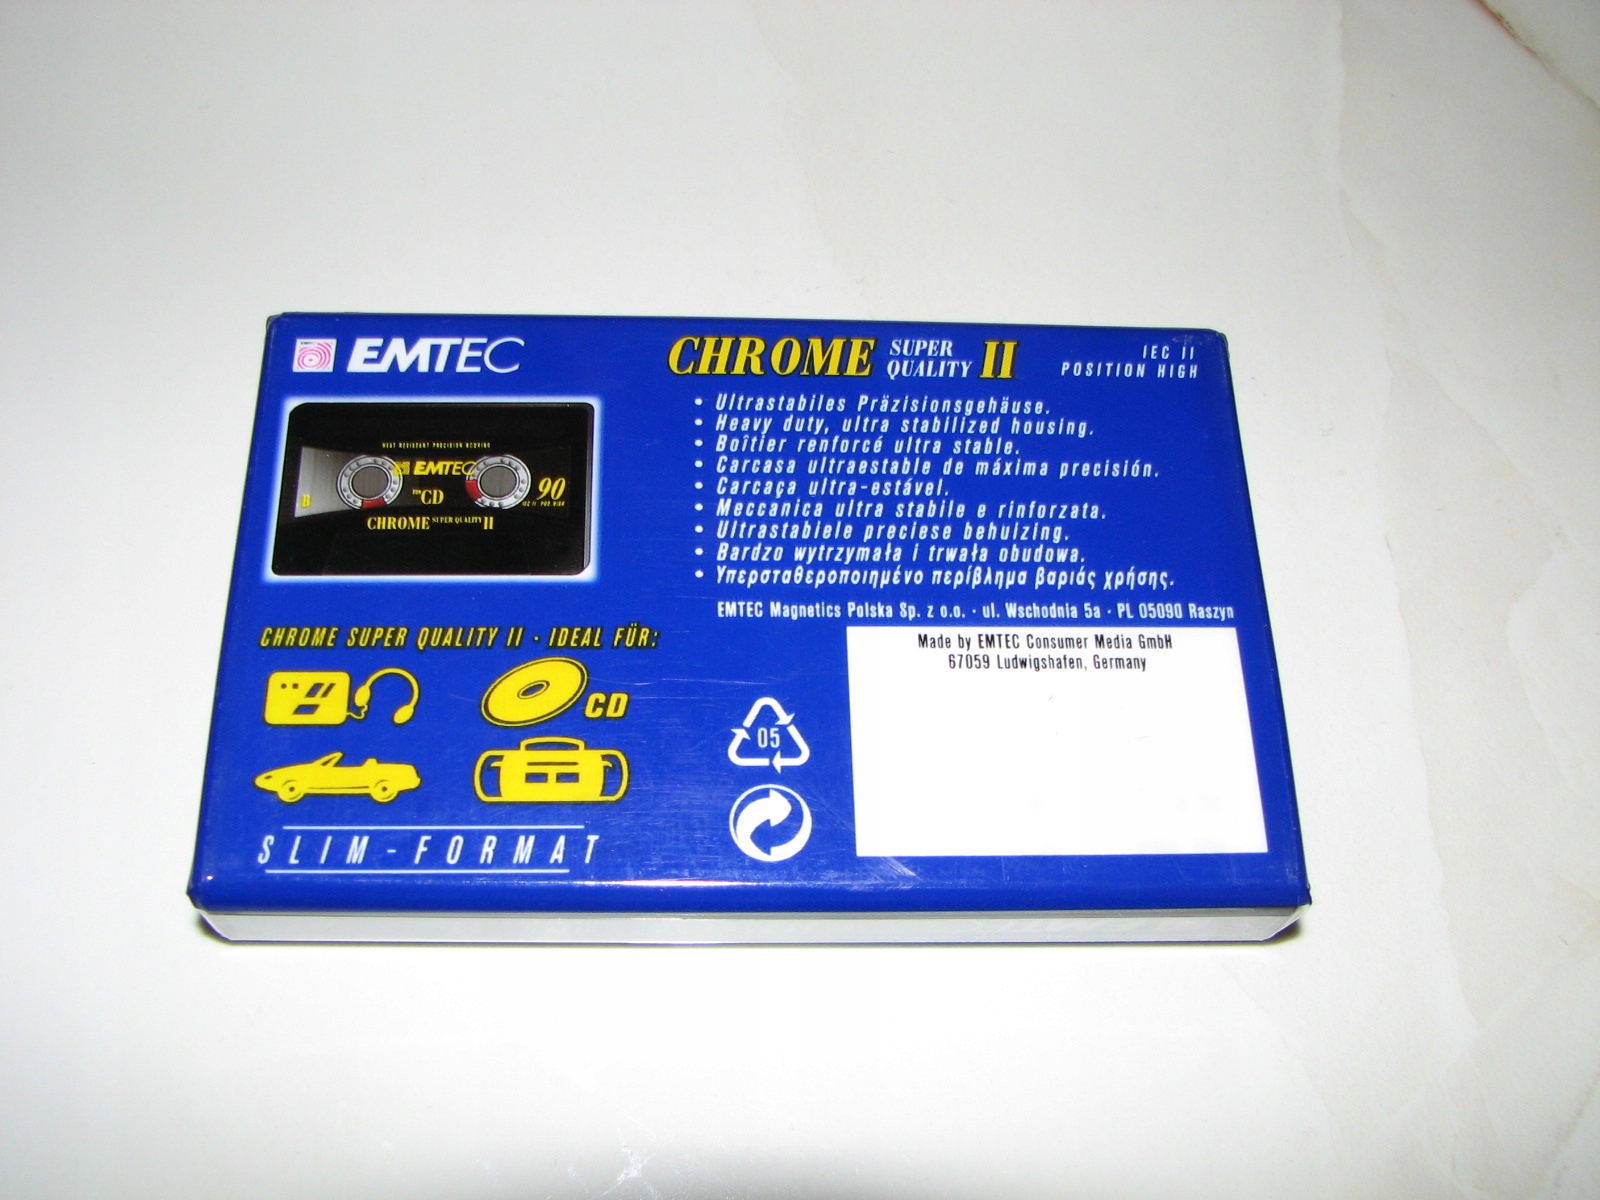 EMTEC
CHROME SUPER QUALITY II
IEC II
POSITION HIGH
HEAT RESISTANT PRECISION
EMTEC
B
CD
90
CHROME SUPER QUALITY II
• Ultrastabiles Präzisionsgehäuse.
• Heavy duty, ultra stabilized housing.
• Boîtier renforcé ultra stable.
• Carcasa ultraestable de máxima precisión.
• Carcaça ultra-estável.
• Meccanica ultra stabile e rinforzata.
• Ultrastabiele preciese behuizing.
• Bardzo wytrzymała i trwała obudowa.
• Υπερσταθεροποιημένο περίβλημα βαριάς χρήσης.
EMTEC Magnetics Polska Sp. z o.o. · ul. Wschodnia 5a · PL 05090 Raszyn
Made by EMTEC Consumer Media GmbH
67059 Ludwigshafen, Germany
CHROME SUPER QUALITY II · IDEAL FÜR:
CD
05
SLIM-FORMAT